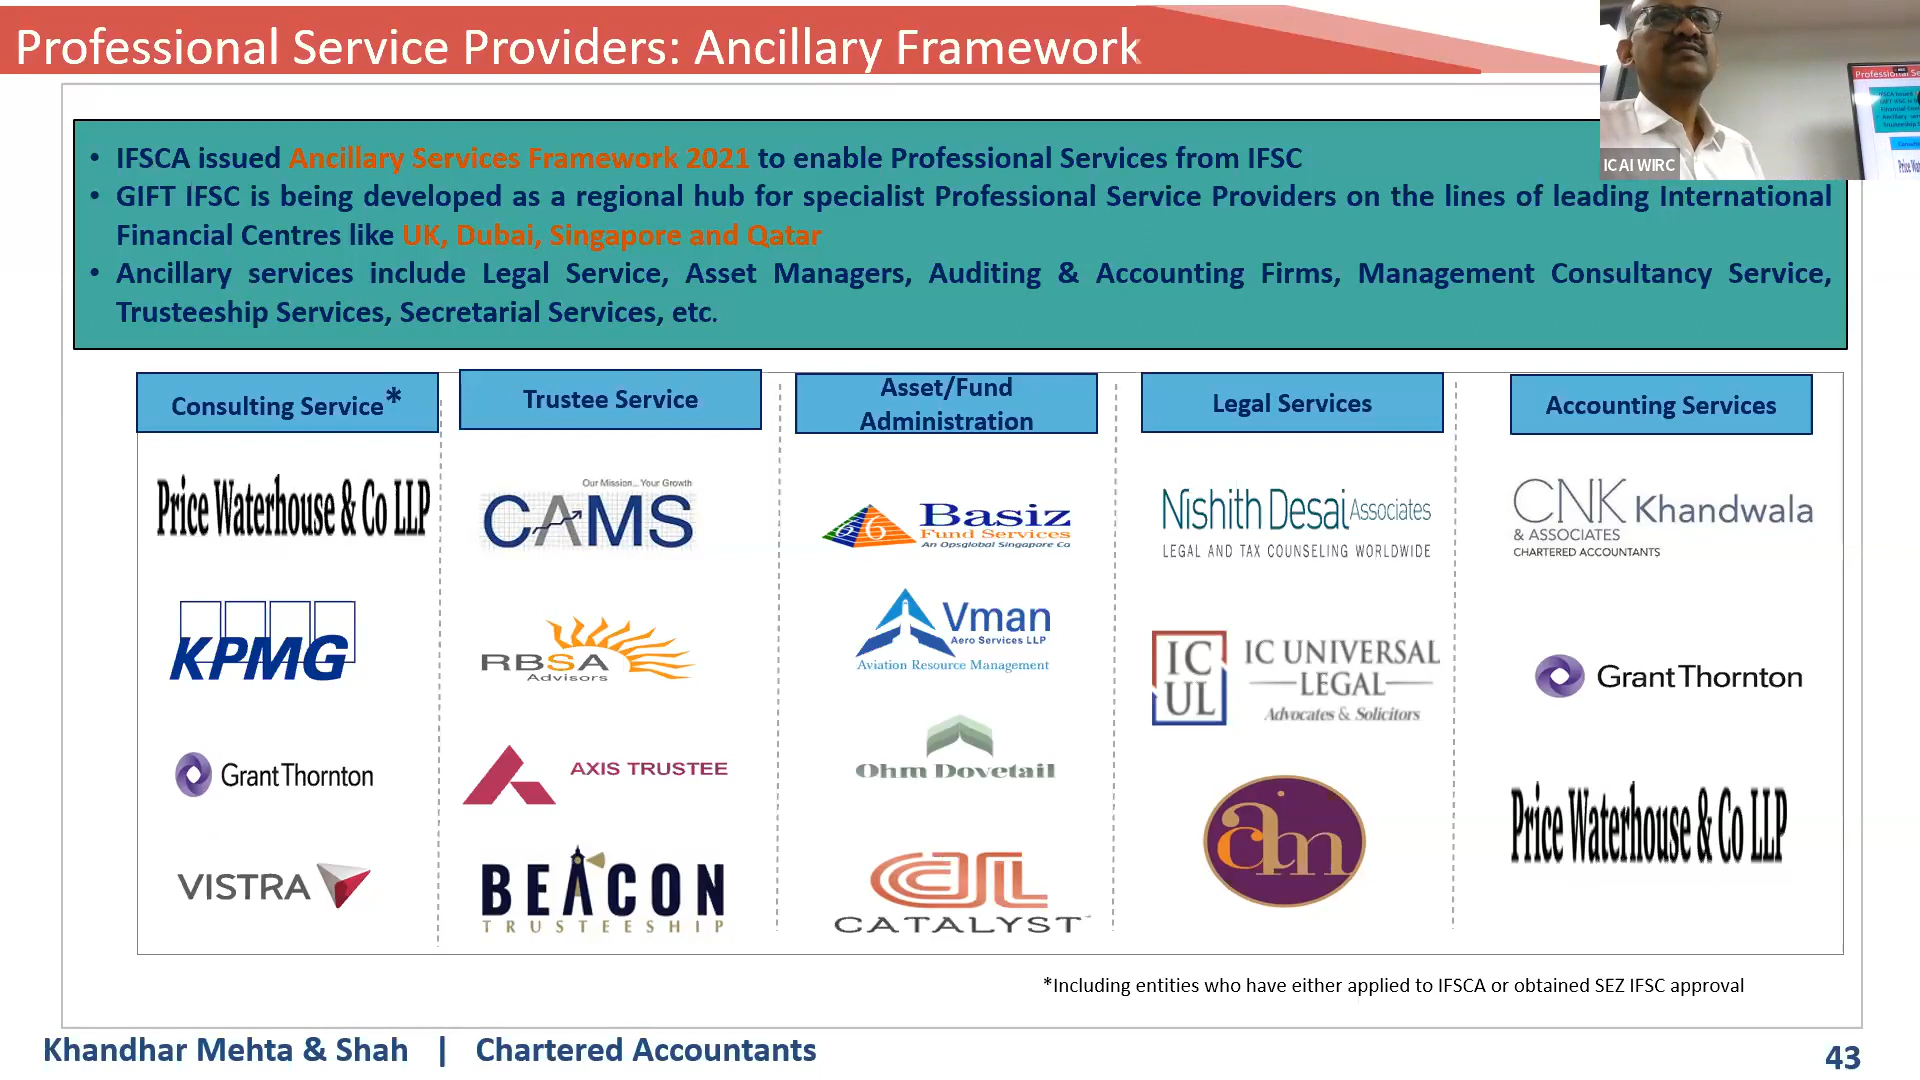 Professional Service Providers: Ancillary Framework
ICAI WIRC
• IFSCA issued Ancillary Services Framework 2021 to enable Professional Services from IFSC
• GIFT IFSC is being developed as a regional hub for specialist Professional Service Providers on the lines of leading International
Financial Centres like UK, Dubai, Singapore and Qatar
• Ancillary services include Legal Service, Asset Managers, Auditing & Accounting Firms, Management Consultancy Service,
Trusteeship Services, Secretarial Services, etc.
Consulting Service*
Price Waterhouse & Co LLP
KPMG
Grant Thornton
VISTRA
Trustee Service
Our Mission... Your Growth
CAMS
RBSA
Advisors
AXIS TRUSTEE
BEACON
TRUSTEESHIP
Asset/Fund
Administration
Basiz
Fund Services
An Opsglobal Singapore Co
Vman
Aero Services LLP
Aviation Resource Management
Ohm Dovetail
CATALYST
Legal Services
Nishith Desai Associates
LEGAL AND TAX COUNSELING WORLDWIDE
IC
UL
IC UNIVERSAL
LEGAL
Advocates & Solicitors
Accounting Services
CNK Khandwala
& ASSOCIATES
CHARTERED ACCOUNTANTS
Grant Thornton
Price Waterhouse & Co LLP
*Including entities who have either applied to IFSCA or obtained SEZ IFSC approval
Khandhar Mehta & Shah | Chartered Accountants
43